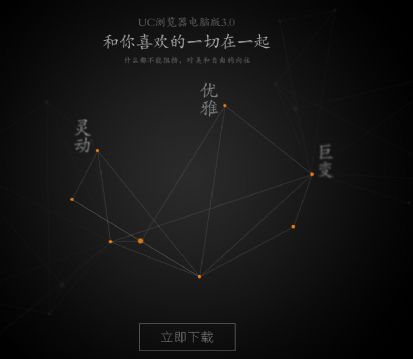 UC浏览器电脑版3.0
和你喜欢的一切在一起
什么都不能阻挡，对美和自由的向往
优雅
灵动
巨变
立即下载